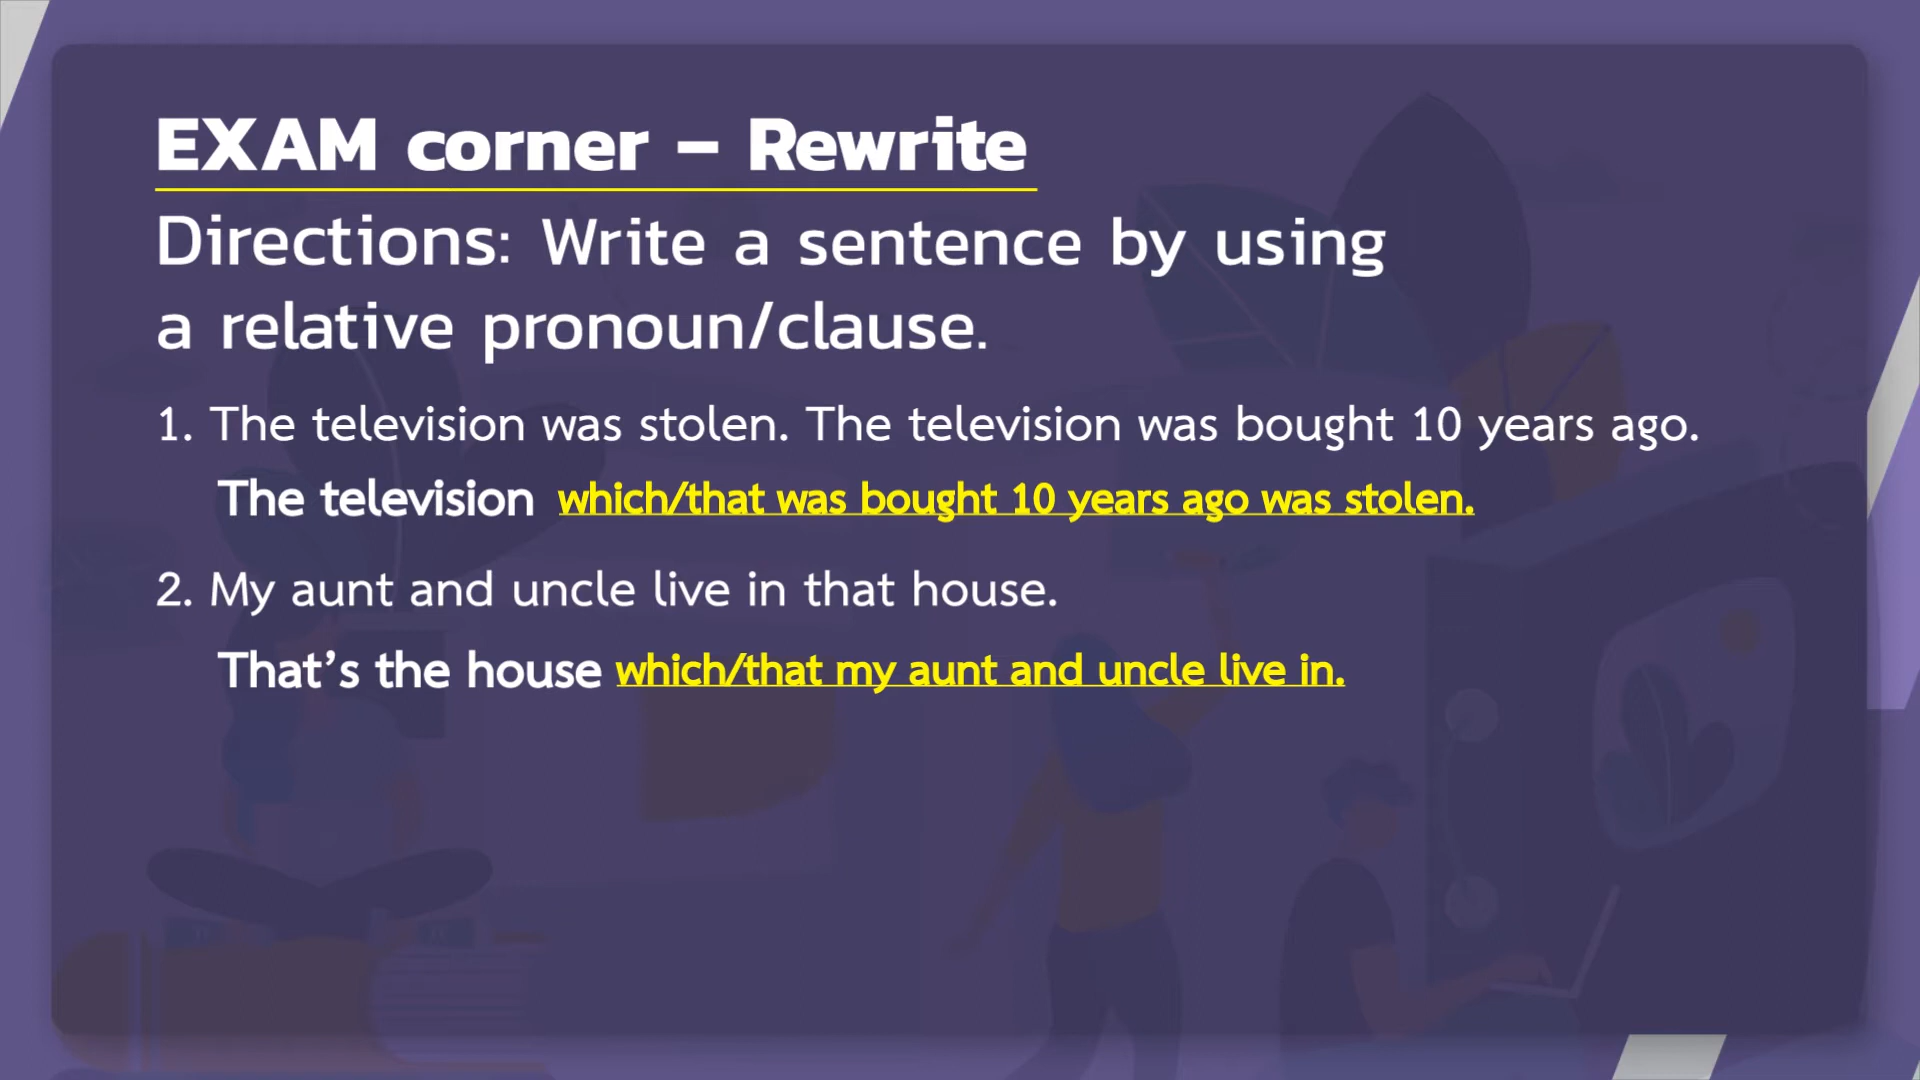 EXAM corner – Rewrite
Directions: Write a sentence by using
a relative pronoun/clause.
1. The television was stolen. The television was bought 10 years ago.
The television which/that was bought 10 years ago was stolen.
2. My aunt and uncle live in that house.
That’s the house which/that my aunt and uncle live in.